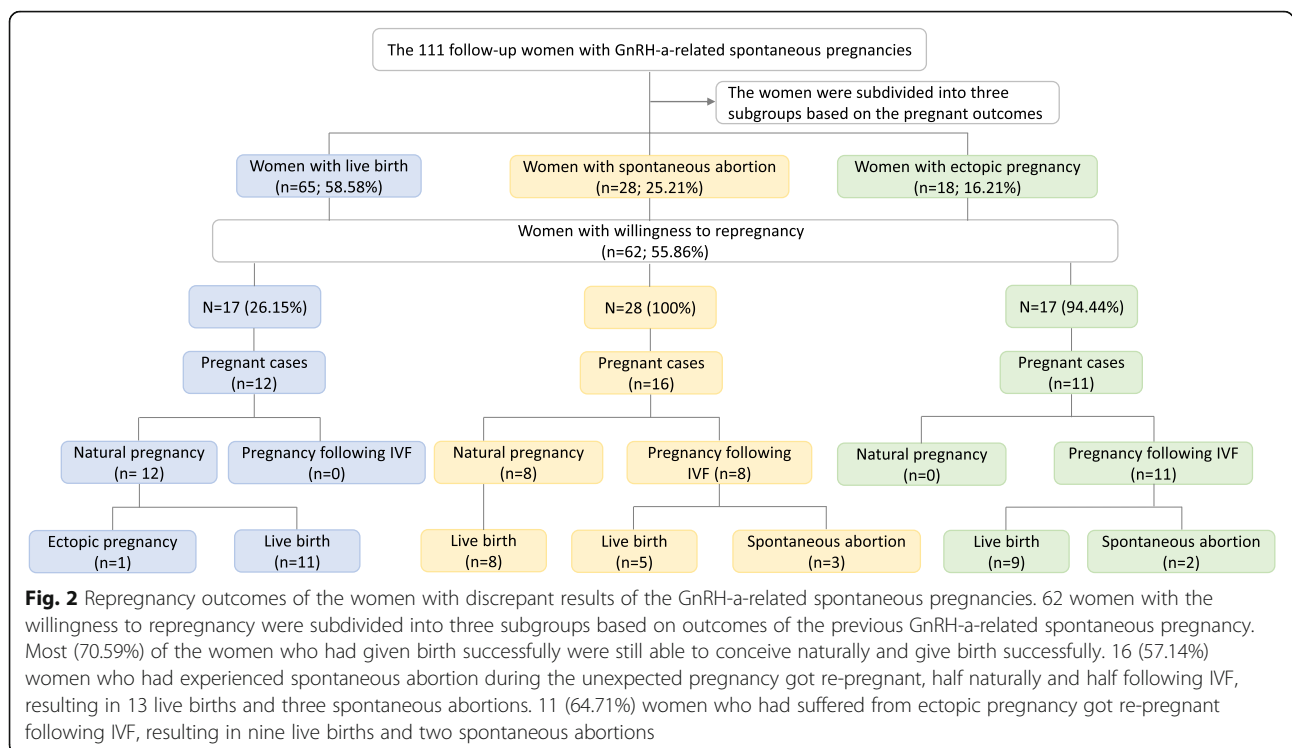 The 111 follow-up women with GnRH-a-related spontaneous pregnancies
The women were subdivided into three
subgroups based on the pregnant outcomes
Women with live birth
(n=65; 58.58%)
Women with spontaneous abortion
(n=28; 25.21%)
Women with ectopic pregnancy
(n=18; 16.21%)
Women with willingness to repregnancy
(n=62; 55.86%)
N=17 (26.15%)
N=28 (100%)
N=17 (94.44%)
Pregnant cases
(n=12)
Pregnant cases
(n=16)
Pregnant cases
(n=11)
Natural pregnancy
(n= 12)
Pregnancy following IVF
(n=0)
Natural pregnancy
(n=8)
Pregnancy following
IVF (n=8)
Natural pregnancy
(n=0)
Pregnancy following IVF
(n=11)
Ectopic pregnancy
(n=1)
Live birth
(n=11)
Live birth
(n=8)
Live birth
(n=5)
Spontaneous abortion
(n=3)
Live birth
(n=9)
Spontaneous abortion
(n=2)
Fig. 2 Repregnancy outcomes of the women with discrepant results of the GnRH-a-related spontaneous pregnancies. 62 women with the
willingness to repregnancy were subdivided into three subgroups based on outcomes of the previous GnRH-a-related spontaneous pregnancy.
Most (70.59%) of the women who had given birth successfully were still able to conceive naturally and give birth successfully. 16 (57.14%)
women who had experienced spontaneous abortion during the unexpected pregnancy got re-pregnant, half naturally and half following IVF,
resulting in 13 live births and three spontaneous abortions. 11 (64.71%) women who had suffered from ectopic pregnancy got re-pregnant
following IVF, resulting in nine live births and two spontaneous abortions